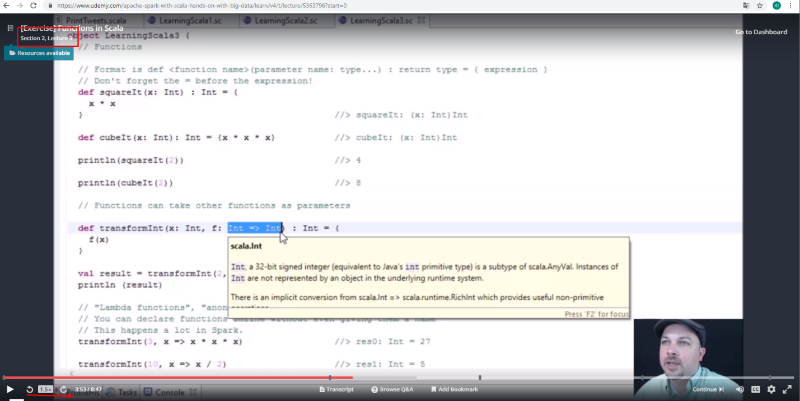 https://www.udemy.com/apache-spark-with-scala-hands-on-with-big-data/learn/v4/t/lecture/5363796?start=0
PrintTweets.scala LearningScala1.sc LearningScala2.sc LearningScala3.sc
[Exercise] Functions in Scala
Section 2, Lecture
Resources available
Go to Dashboard
object LearningScala3 {
// Functions
// Format is def <function name>(parameter name: type...) : return type = { expression }
// Don't forget the = before the expression!
def squareIt(x: Int) : Int = {
x * x
} //> squareIt: (x: Int)Int
def cubeIt(x: Int): Int = {x * x * x} //> cubeIt: (x: Int)Int
println(squareIt(2)) //> 4
println(cubeIt(2)) //> 8
// Functions can take other functions as parameters
def transformInt(x: Int, f: Int => Int) : Int = {
f(x)
}
scala.Int
Int, a 32-bit signed integer (equivalent to Java's int primitive type) is a subtype of scala.AnyVal. Instances of
Int are not represented by an object in the underlying runtime system.
There is an implicit conversion from scala.Int => scala.runtime.RichInt which provides useful non-primitive
Press 'F2' for focus
val result = transformInt(2,
println (result)
// "Lambda functions", "anon
// You can declare functions inline without even giving them a name
// This happens a lot in Spark.
transformInt(3, x => x * x * x) //> res0: Int = 27
transformInt(10, x => x / 2) //> res1: Int = 5
Problems Tasks Console
1.5x 3:53 / 8:47 Transcript Browse Q&A Add Bookmark Continue